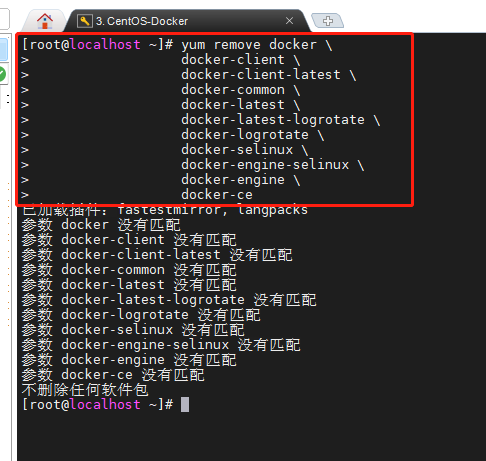 3. CentOS-Docker
[root@localhost ~]# yum remove docker \
> docker-client \
> docker-client-latest \
> docker-common \
> docker-latest \
> docker-latest-logrotate \
> docker-logrotate \
> docker-selinux \
> docker-engine-selinux \
> docker-engine \
> docker-ce
已加载插件：fastestmirror, langpacks
参数 docker 没有匹配
参数 docker-client 没有匹配
参数 docker-client-latest 没有匹配
参数 docker-common 没有匹配
参数 docker-latest 没有匹配
参数 docker-latest-logrotate 没有匹配
参数 docker-logrotate 没有匹配
参数 docker-selinux 没有匹配
参数 docker-engine-selinux 没有匹配
参数 docker-engine 没有匹配
参数 docker-ce 没有匹配
不删除任何软件包
[root@localhost ~]#